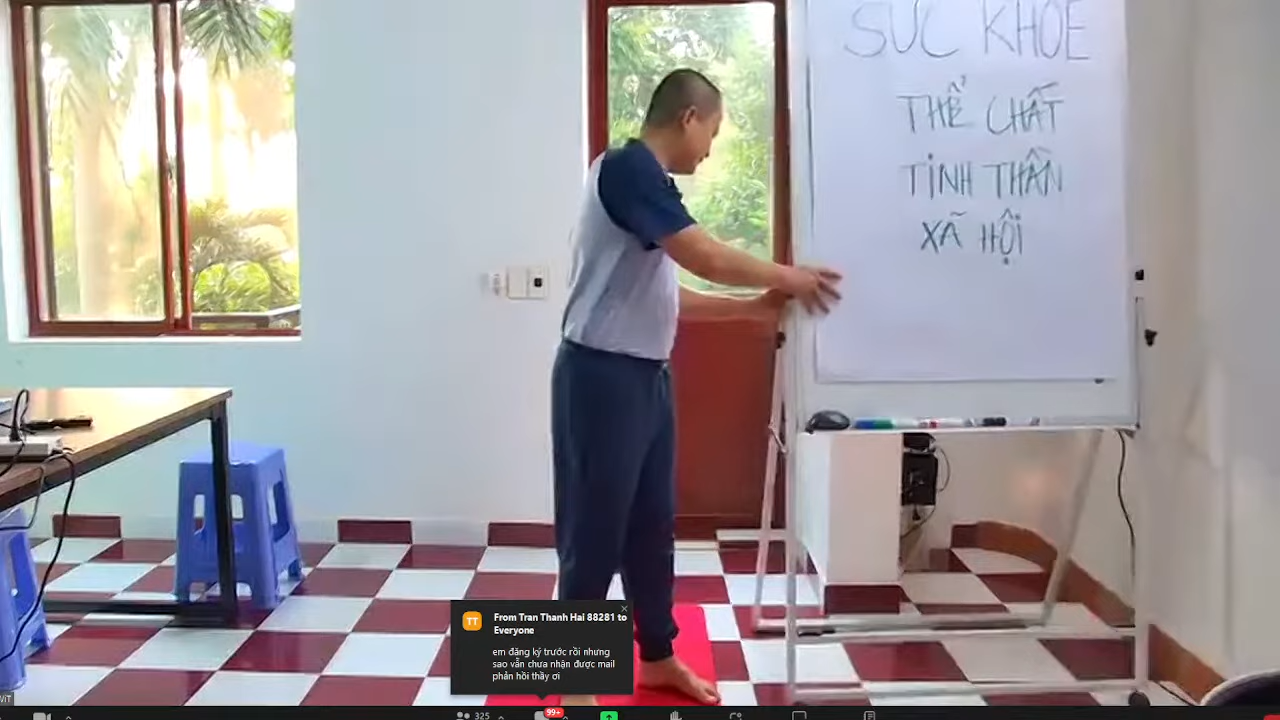 SỨC KHỎE
THỂ CHẤT
TINH THẦN
XÃ HỘI
TT
From Tran Thanh Hai 88281 to
Everyone
em đăng ký trước rồi nhưng
sao vẫn chưa nhận được mail
phản hồi thầy ơi
99+
325